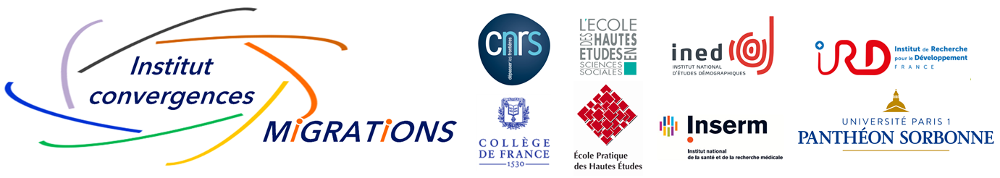 Institut
convergences
MiGRATiONS
cnrs
dépasser les frontières
L'ECOLE
DES HAUTES
ETUDES EN
SCIENCES
SOCIALES
ined
INSTITUT NATIONAL
D'ÉTUDES DÉMOGRAPHIQUES
iRD
Institut de Recherche
pour le Développement
FRANCE
COLLÈGE
DE FRANCE
1530
École Pratique
des Hautes Études
Inserm
Institut national
de la santé et de la recherche médicale
UNIVERSITÉ PARIS 1
PANTHÉON SORBONNE